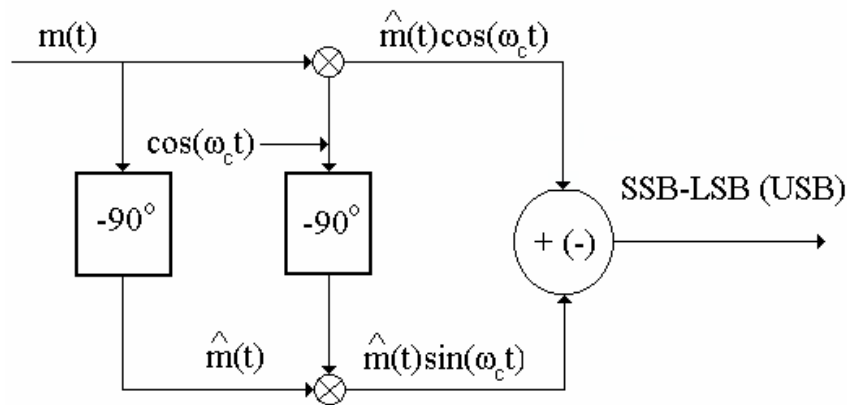 m(t)
m̂(t)cos(ω_c t)
cos(ω_c t)
-90°
-90°
SSB-LSB (USB)
+ (-)
m̂(t)
m̂(t)sin(ω_c t)